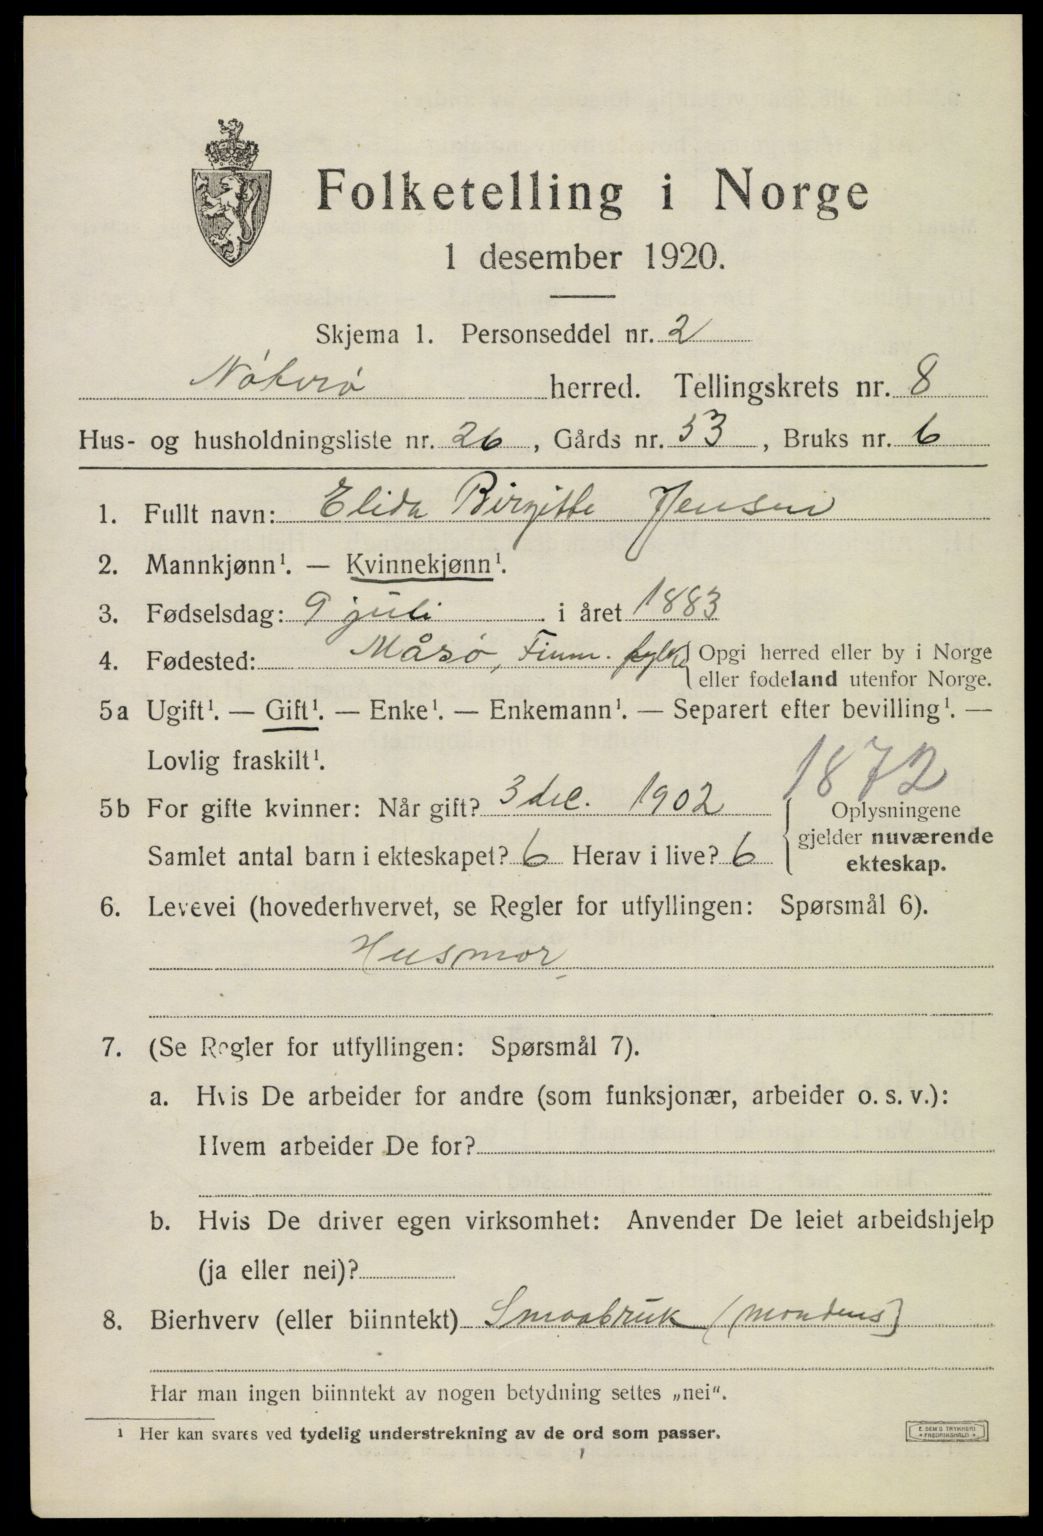 Folketelling i Norge
1 desember 1920.
Skjema 1. Personseddel nr. 2
Nøterø herred. Tellingskrets nr. 8
Hus- og husholdningsliste nr. 26, Gårds nr. 53, Bruks nr. 6
1. Fullt navn: Elida Birgitte Jensen
2. Mannkjønn¹. — Kvinnekjønn¹.
3. Fødselsdag: 9 juli i året 1883
4. Fødested: Måsø, Finm. fylke { Opgi herred eller by i Norge
eller fødeland utenfor Norge.
5a Ugift¹. — Gift¹. — Enke¹. — Enkemann¹. — Separert efter bevilling¹. —
Lovlig fraskilt¹.
1872
5b For gifte kvinner: Når gift? 3 dec. 1902
Samlet antal barn i ekteskapet? 6 Herav i live? 6
{ Oplysningene
gjelder nuværende
ekteskap.
6. Levevei (hovederhvervet, se Regler for utfyllingen: Spørsmål 6).
Husmor
7. (Se Regler for utfyllingen: Spørsmål 7).
a. Hvis De arbeider for andre (som funksjonær, arbeider o. s. v.):
Hvem arbeider De for?
b. Hvis De driver egen virksomhet: Anvender De leiet arbeidshjelp
(ja eller nei)?
8. Bierhverv (eller biinntekt) Smaabruk (mandens)
Har man ingen biinntekt av nogen betydning settes „nei".
¹ Her kan svares ved tydelig understrekning av de ord som passer.
E. SEM'S TRYKKERI
FREDRIKSHALD